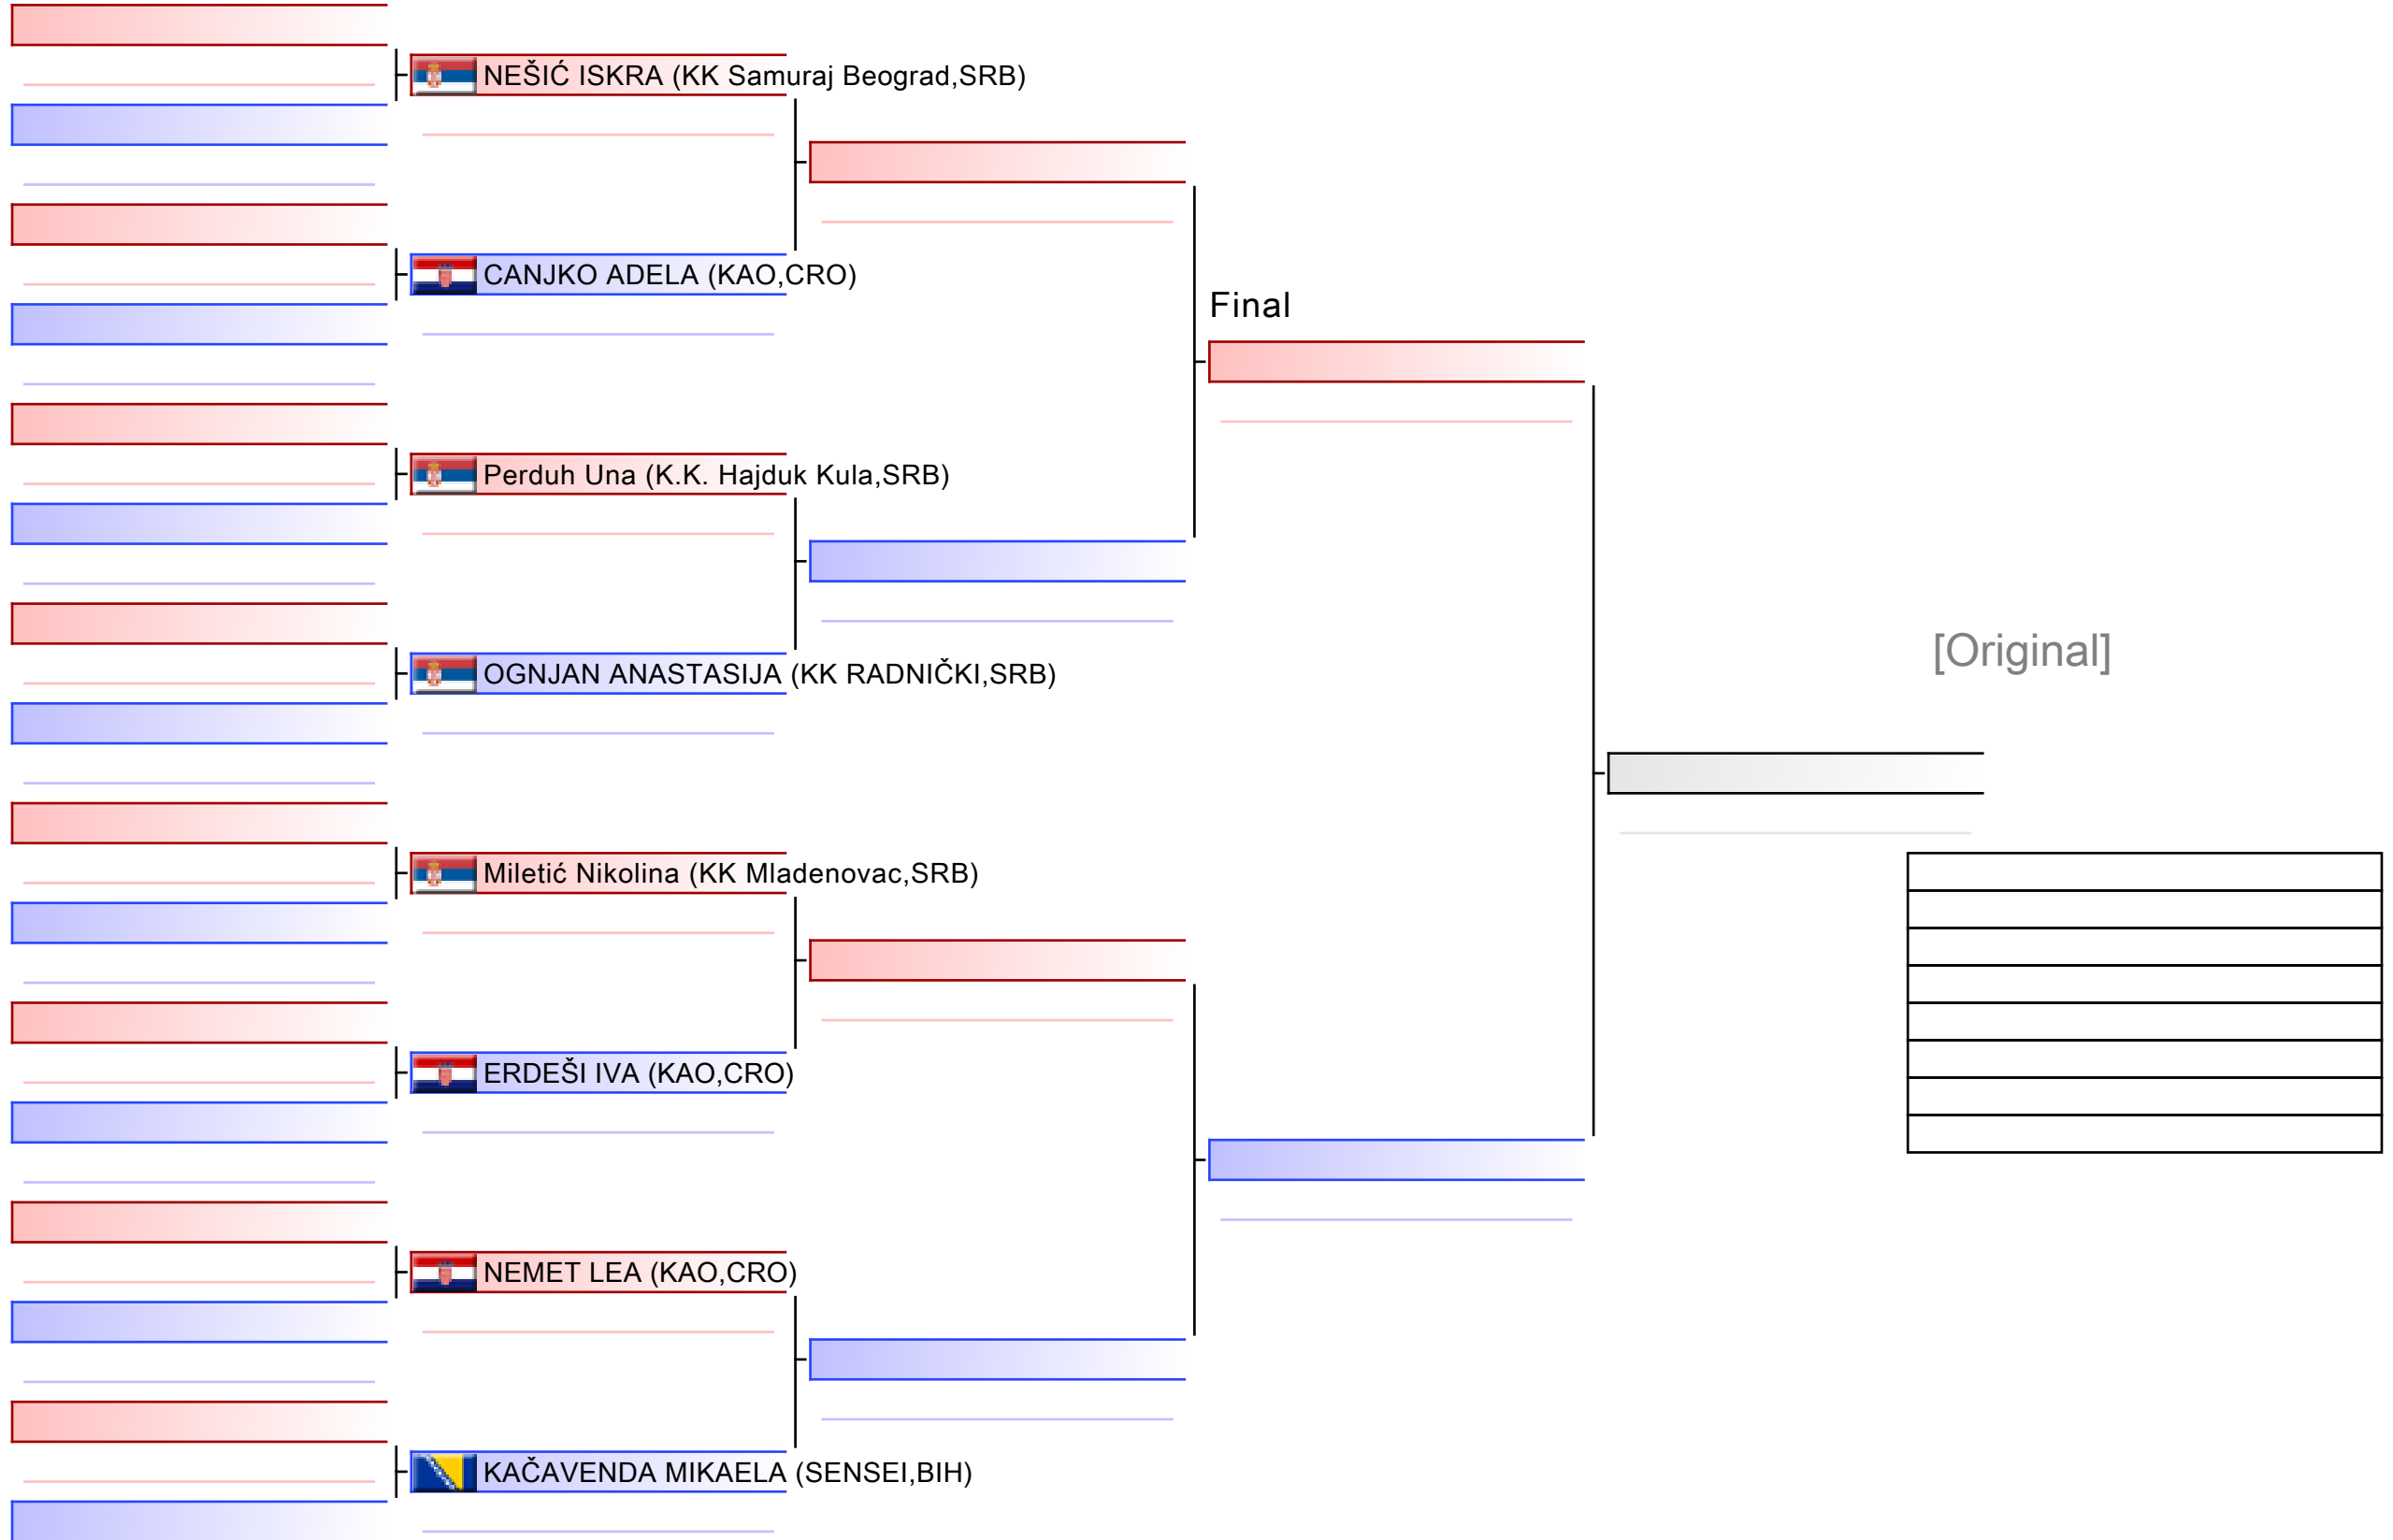 NEŠIĆ ISKRA (KK Samuraj Beograd,SRB)
CANJKO ADELA (KAO,CRO)
Final
Perduh Una (K.K. Hajduk Kula,SRB)
[Original]
OGNJAN ANASTASIJA (KK RADNIČKI,SRB)
Miletić Nikolina (KK Mladenovac,SRB)
ERDEŠI IVA (KAO,CRO)
NEMET LEA (KAO,CRO)
KAČAVENDA MIKAELA (SENSEI,BIH)